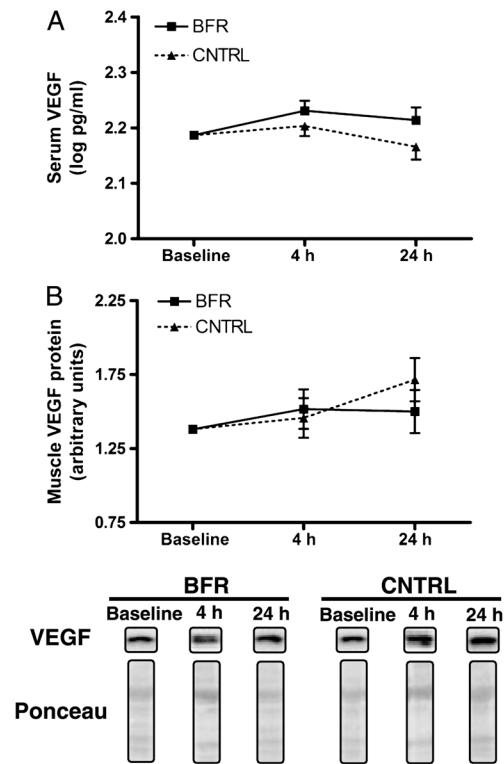 A
BFR
CNTRL
Serum VEGF
(log pg/ml)
2.4
2.3
2.2
2.1
2.0
Baseline 4 h 24 h
B
BFR
CNTRL
Muscle VEGF protein
(arbitrary units)
2.25
1.75
1.25
0.75
Baseline 4 h 24 h
BFR CNTRL
Baseline 4 h 24 h Baseline 4 h 24 h
VEGF
Ponceau